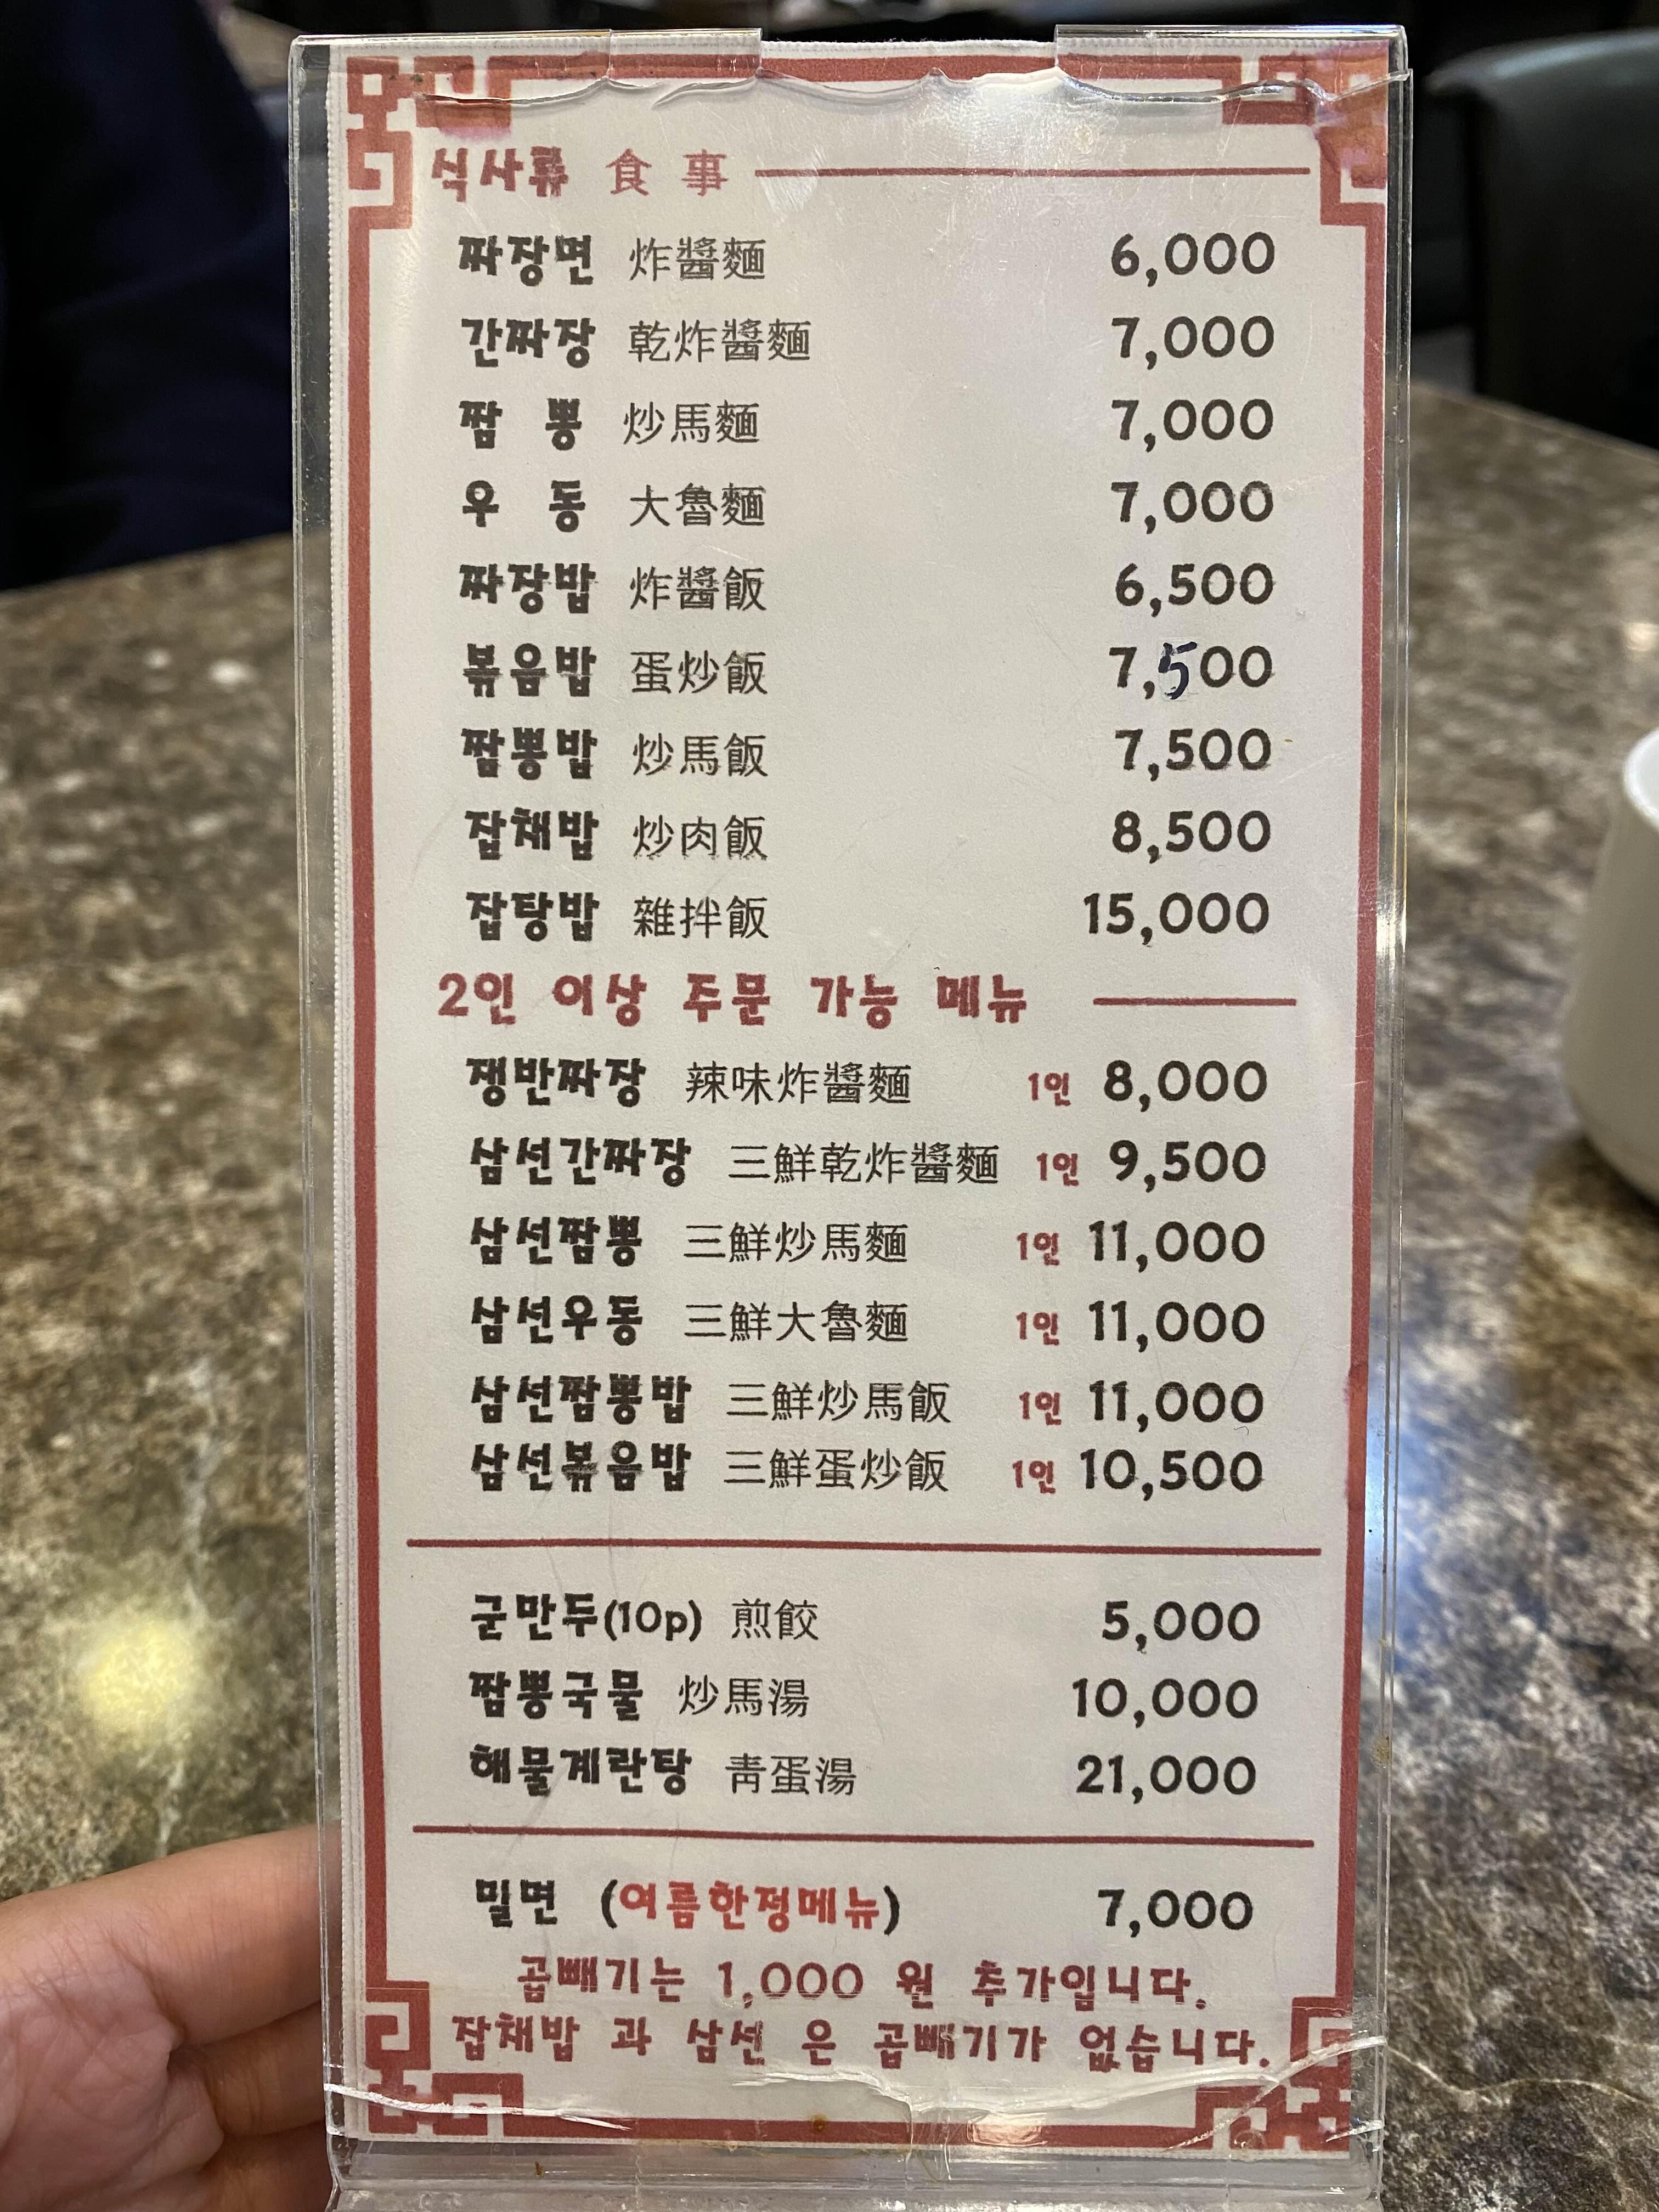 식사류 食 事
짜장면 炸醬麵 6,000
간짜장 乾炸醬麵 7,000
짬 뽕 炒馬麵 7,000
우 동 大魯麵 7,000
짜장밥 炸醬飯 6,500
볶음밥 蛋炒飯 7,500
짬뽕밥 炒馬飯 7,500
잡채밥 炒肉飯 8,500
잡탕밥 雜拌飯 15,000
2인 이상 주문 가능 메뉴
쟁반짜장 辣味炸醬麵 1인 8,000
삼선간짜장 三鮮乾炸醬麵 1인 9,500
삼선짬뽕 三鮮炒馬麵 1인 11,000
삼선우동 三鮮大魯麵 1인 11,000
삼선짬뽕밥 三鮮炒馬飯 1인 11,000
삼선볶음밥 三鮮蛋炒飯 1인 10,500
군만두(10p) 煎餃 5,000
짬뽕국물 炒馬湯 10,000
해물계란탕 靑蛋湯 21,000
밀면 (여름한정메뉴) 7,000
곱빼기는 1,000 원 추가입니다.
잡채밥 과 삼선 은 곱빼기가 없습니다.